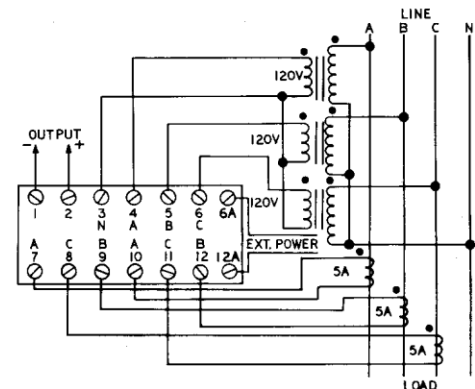 LINE
A B C N
120V
120V
OUTPUT
- +
120V
1 2 3 4 5 6 6A
N A B C
EXT. POWER
A C B A C B
7 8 9 10 11 12 12A
5A
5A
5A
LOAD